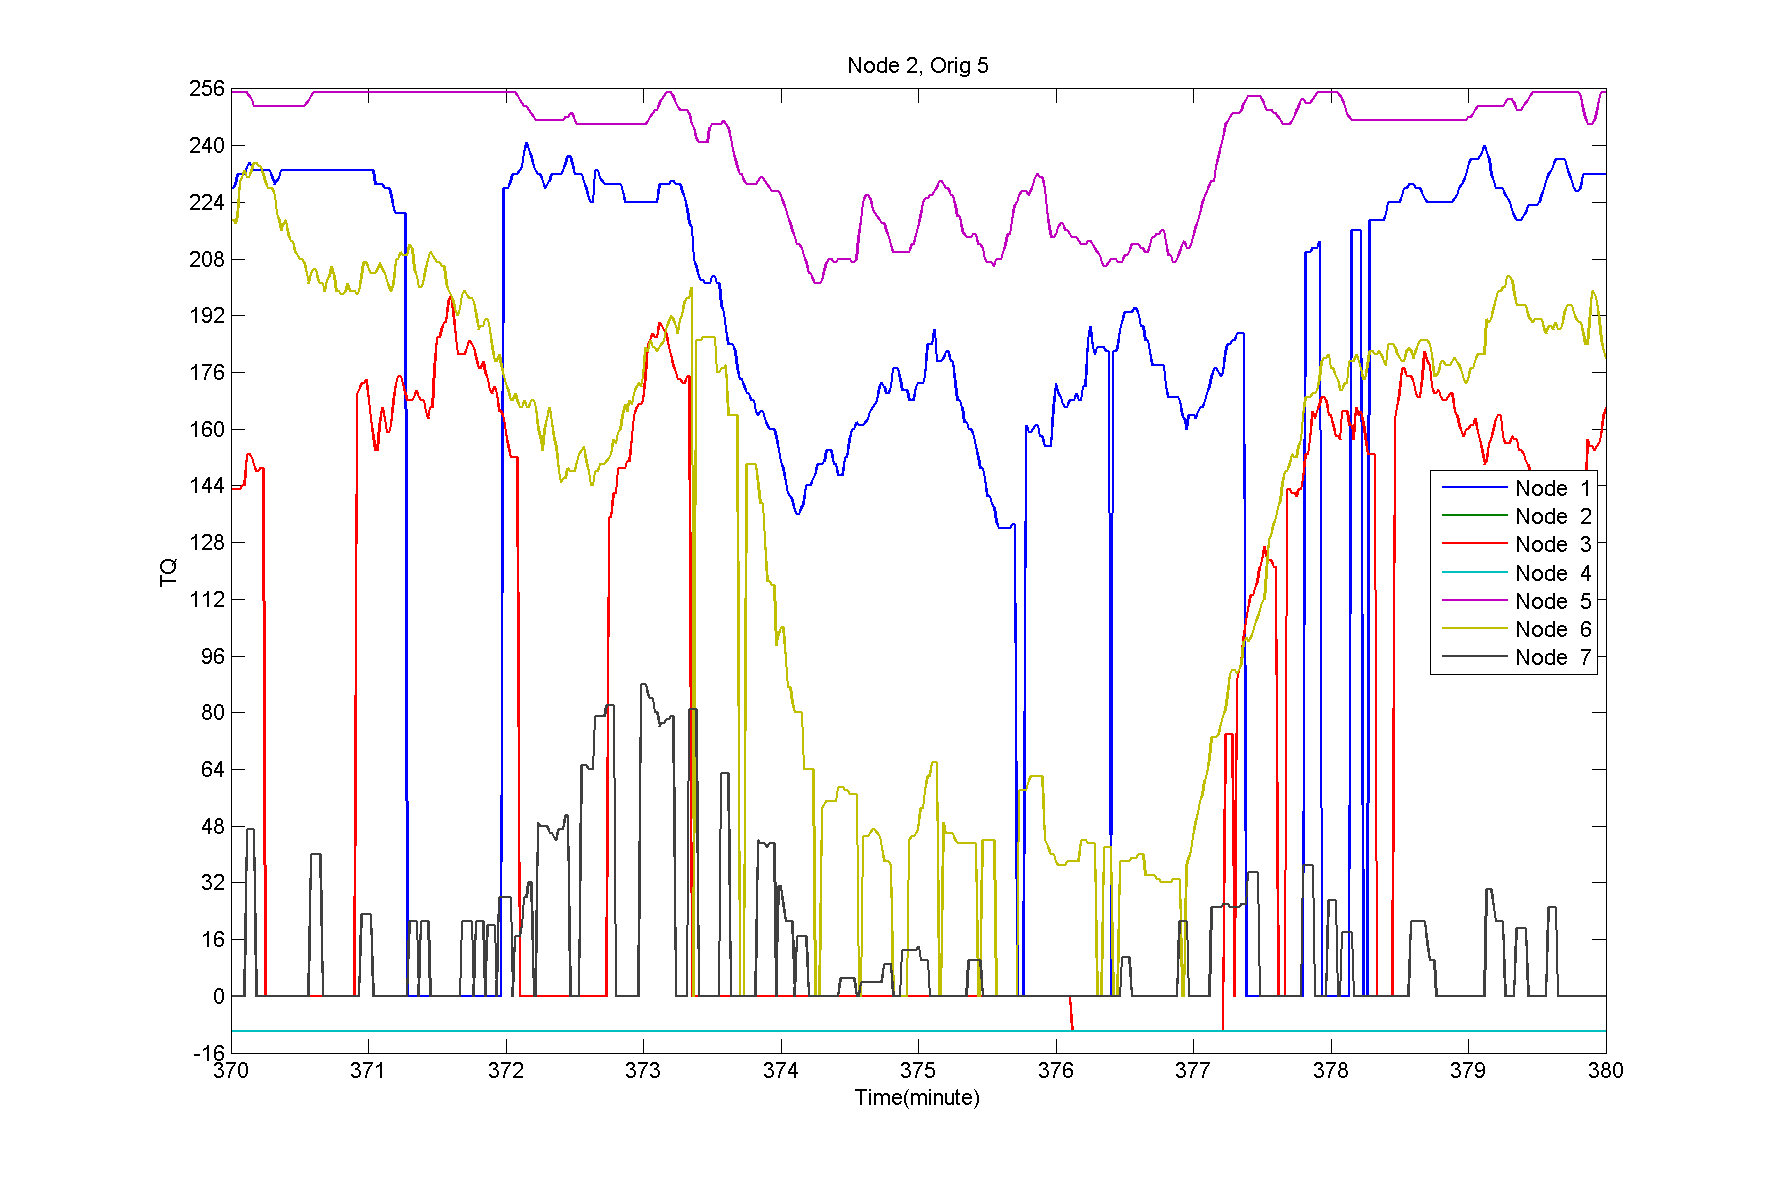 Node 2, Orig 5
256
240
224
208
192
176
160
144
128
112
96
80
64
48
32
16
0
-16
TQ
Node 1
Node 2
Node 3
Node 4
Node 5
Node 6
Node 7
370 371 372 373 374 375 376 377 378 379 380
Time(minute)